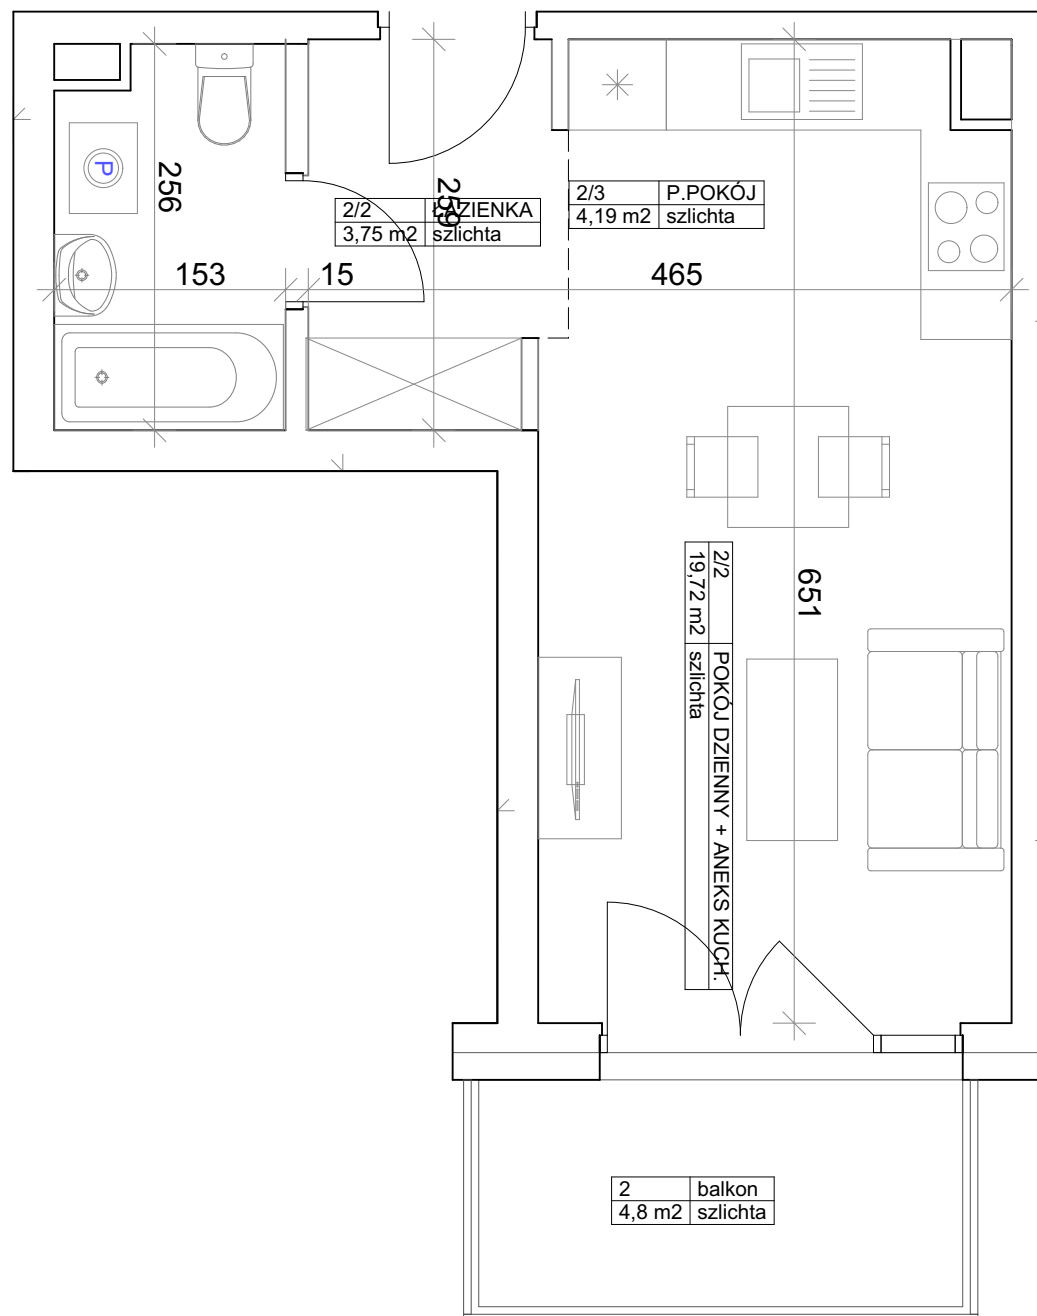 P
256
259
2/2 ŁAZIENKA
3,75 m2 szlichta
2/3 P.POKÓJ
4,19 m2 szlichta
153
15
465
651
2/2 POKÓJ DZIENNY + ANEKS KUCH.
19,72 m2 szlichta
2 balkon
4,8 m2 szlichta